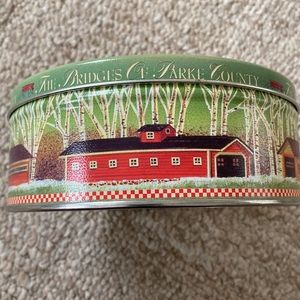 The Bridges Of Parke County